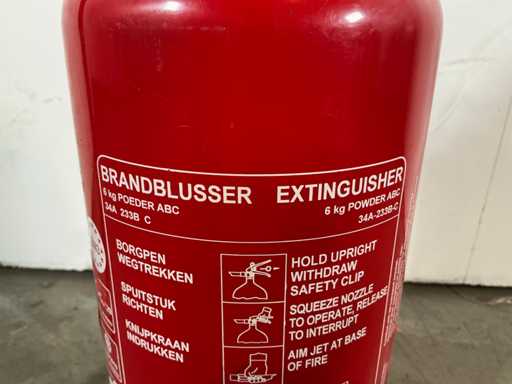 BRANDBLUSSER EXTINGUISHER
6 kg POEDER ABC
34A 233B C
6 kg POWDER ABC
34A-233B-C
BORGPEN
WEGTREKKEN
SPUITSTUK
RICHTEN
KNIJPKRAAN
INDRUKKEN
HOLD UPRIGHT
WITHDRAW
SAFETY CLIP
SQUEEZE NOZZLE
TO OPERATE, RELEASE
TO INTERRUPT
AIM JET AT BASE
OF FIRE